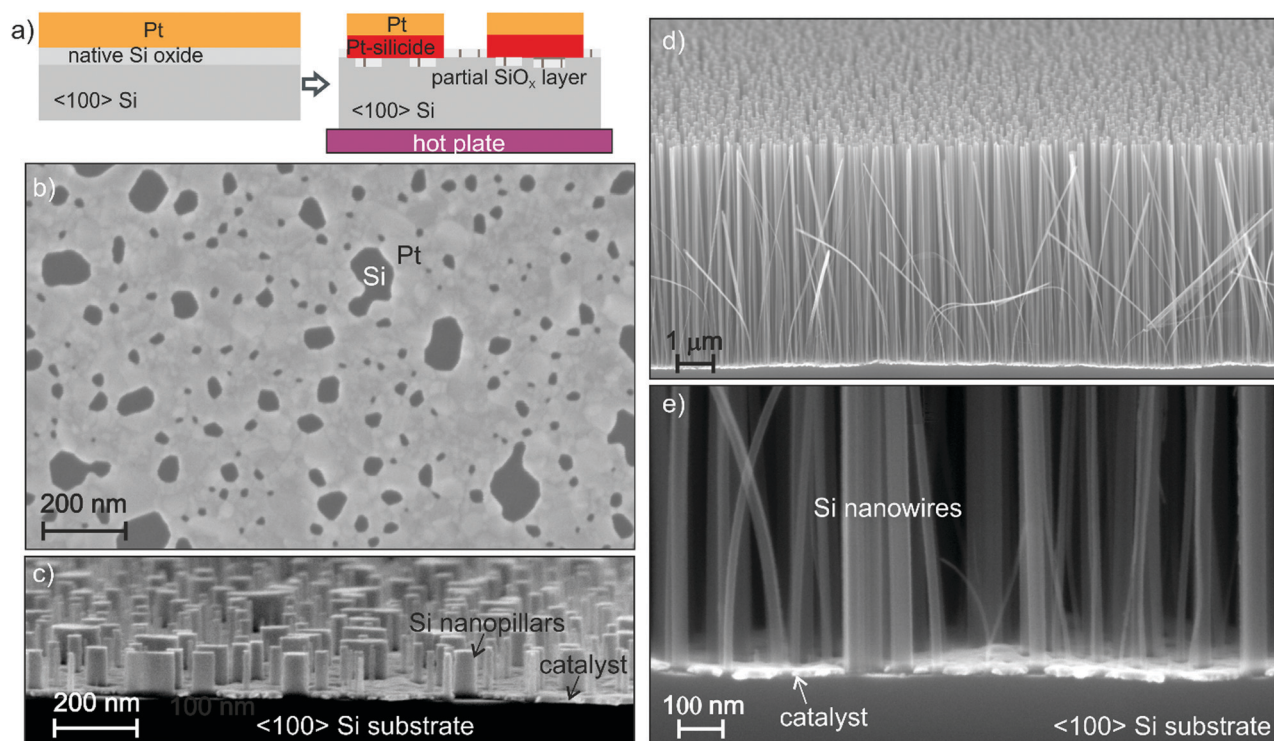 a)
Pt
native Si oxide
<100> Si
Pt
Pt-silicide
partial SiOₓ layer
<100> Si
hot plate
b)
Pt
Si
200 nm
c)
Si nanopillars
catalyst
200 nm
100 nm
<100> Si substrate
d)
1 μm
e)
Si nanowires
catalyst
100 nm
<100> Si substrate